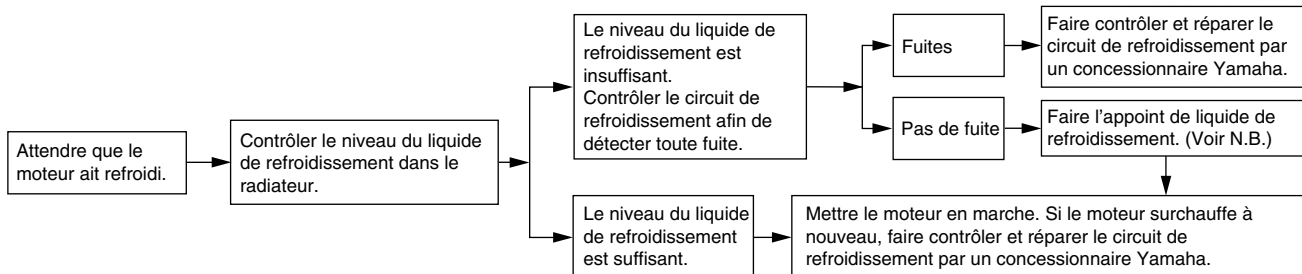 Attendre que le
moteur ait refroidi.
Contrôler le niveau du liquide
de refroidissement dans le
radiateur.
Le niveau du liquide de
refroidissement est
insuffisant.
Contrôler le circuit de
refroidissement afin de
détecter toute fuite.
Fuites
Faire contrôler et réparer le
circuit de refroidissement par
un concessionnaire Yamaha.
Pas de fuite
Faire l’appoint de liquide de
refroidissement. (Voir N.B.)
Le niveau du liquide
de refroidissement
est suffisant.
Mettre le moteur en marche. Si le moteur surchauffe à
nouveau, faire contrôler et réparer le circuit de
refroidissement par un concessionnaire Yamaha.